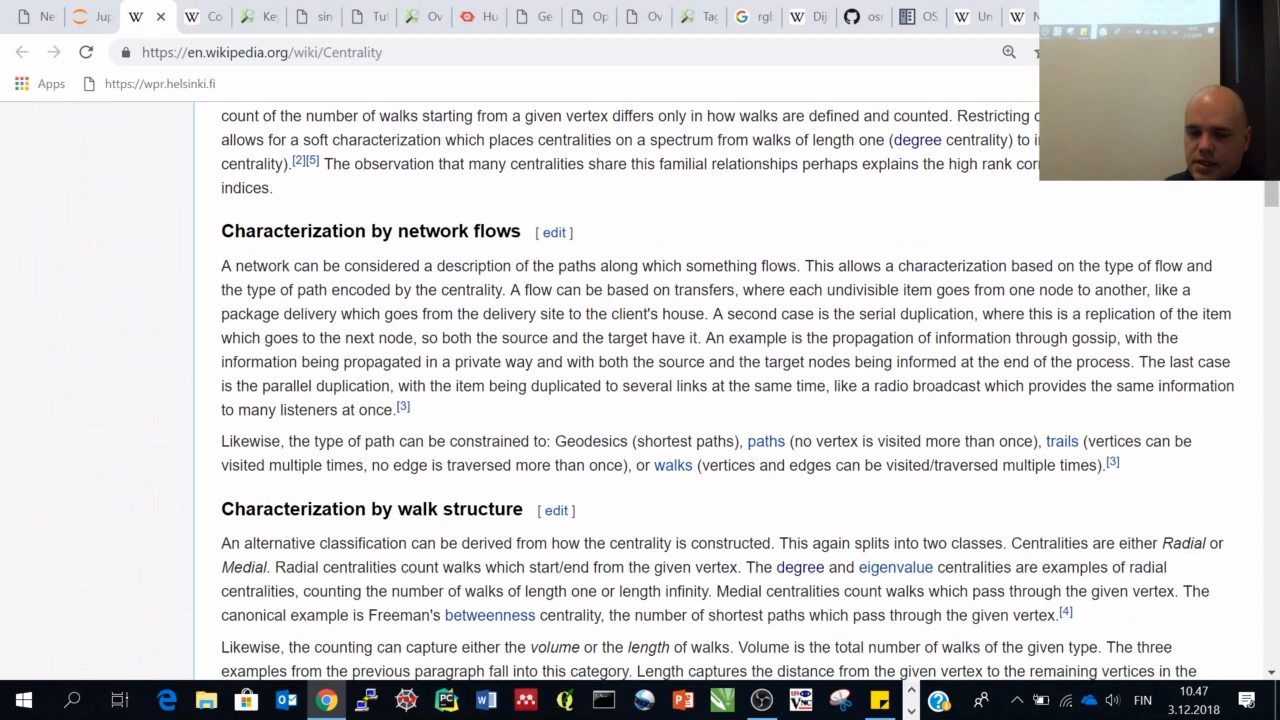 Ne
Jup
W
W Co
Ke
sin
Tut
Ov
Hu
Ge
Op
Ov
Tag
G rgl
W Dij
osm
OS
W Un
W N
https://en.wikipedia.org/wiki/Centrality
Apps
https://wpr.helsinki.fi
count of the number of walks starting from a given vertex differs only in how walks are defined and counted. Restricting
allows for a soft characterization which places centralities on a spectrum from walks of length one (degree centrality) to
centrality).[2][5] The observation that many centralities share this familial relationships perhaps explains the high rank
indices.
Characterization by network flows [ edit ]
A network can be considered a description of the paths along which something flows. This allows a characterization based on the type of flow and
the type of path encoded by the centrality. A flow can be based on transfers, where each undivisible item goes from one node to another, like a
package delivery which goes from the delivery site to the client's house. A second case is the serial duplication, where this is a replication of the item
which goes to the next node, so both the source and the target have it. An example is the propagation of information through gossip, with the
information being propagated in a private way and with both the source and the target nodes being informed at the end of the process. The last case
is the parallel duplication, with the item being duplicated to several links at the same time, like a radio broadcast which provides the same information
to many listeners at once.[3]
Likewise, the type of path can be constrained to: Geodesics (shortest paths), paths (no vertex is visited more than once), trails (vertices can be
visited multiple times, no edge is traversed more than once), or walks (vertices and edges can be visited/traversed multiple times).[3]
Characterization by walk structure [ edit ]
An alternative classification can be derived from how the centrality is constructed. This again splits into two classes. Centralities are either Radial or
Medial. Radial centralities count walks which start/end from the given vertex. The degree and eigenvalue centralities are examples of radial
centralities, counting the number of walks of length one or length infinity. Medial centralities count walks which pass through the given vertex. The
canonical example is Freeman's betweenness centrality, the number of shortest paths which pass through the given vertex.[4]
Likewise, the counting can capture either the volume or the length of walks. Volume is the total number of walks of the given type. The three
examples from the previous paragraph fall into this category. Length captures the distance from the given vertex to the remaining vertices in the
FIN
10.47
3.12.2018